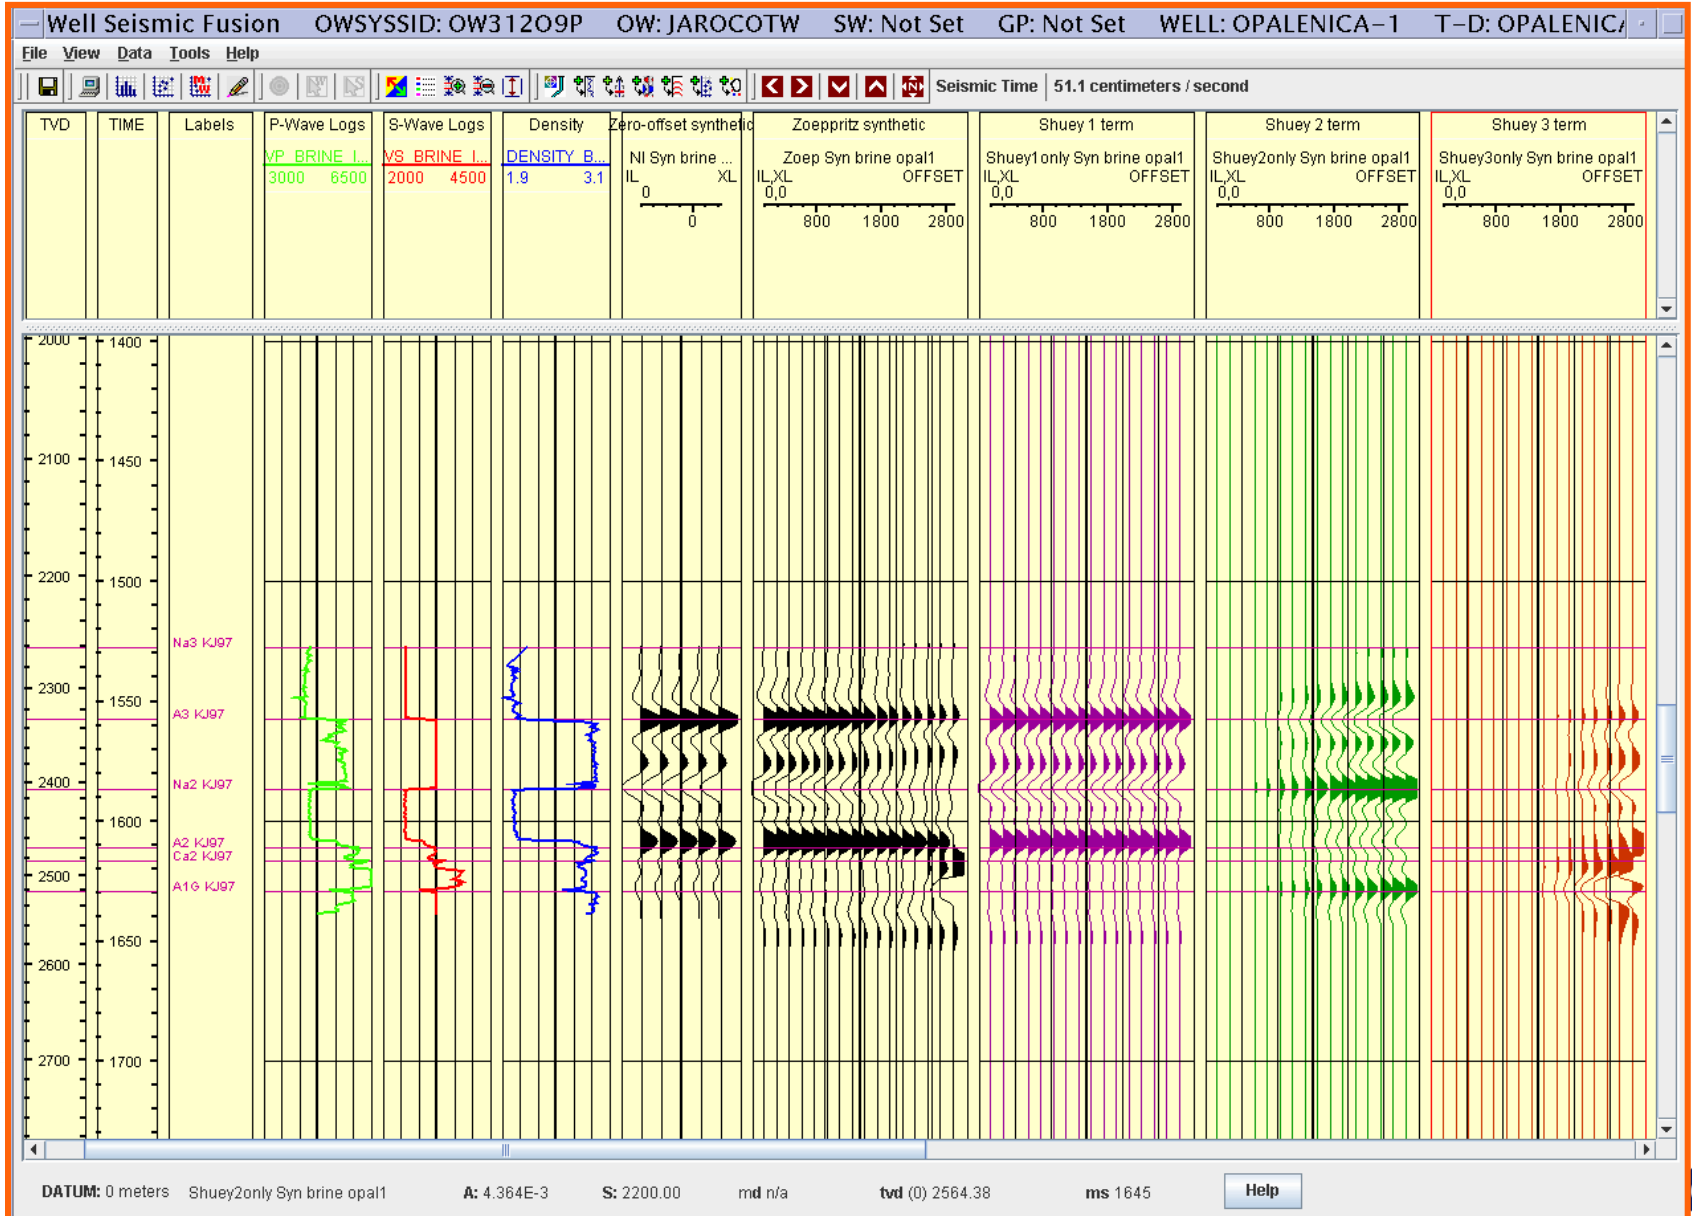 Well Seismic Fusion OWSYSSID: OW312O9P OW: JAROCOTW SW: Not Set GP: Not Set WELL: OPALENICA-1 T-D: OPALENICA
File View Data Tools Help
Seismic Time 51.1 centimeters / second
TVD TIME Labels P-Wave Logs S-Wave Logs Density Zero-offset synthetic Zoeppritz synthetic Shuey 1 term Shuey 2 term Shuey 3 term
VP BRINE I... VS BRINE I... DENSITY B... NI Syn brine ... Zoep Syn brine opal1 Shuey1only Syn brine opal1 Shuey2only Syn brine opal1 Shuey3only Syn brine opal1
3000 6500 2000 4500 1.9 3.1 IL XL IL,XL OFFSET IL,XL OFFSET IL,XL OFFSET IL,XL OFFSET
0 0,0 0,0 0,0 0,0
0 800 1800 2800 800 1800 2800 800 1800 2800 800 1800 2800
2000 1400
2100 1450
2200 1500
Na3 KJ97
2300 1550
A3 KJ97
2400 Na2 KJ97
1600
A2 KJ97
Ca2 KJ97
2500 A1G KJ97
1650
2600
2700 1700
DATUM: 0 meters Shuey2only Syn brine opal1 A: 4.364E-3 S: 2200.00 md n/a tvd (0) 2564.38 ms 1645 Help